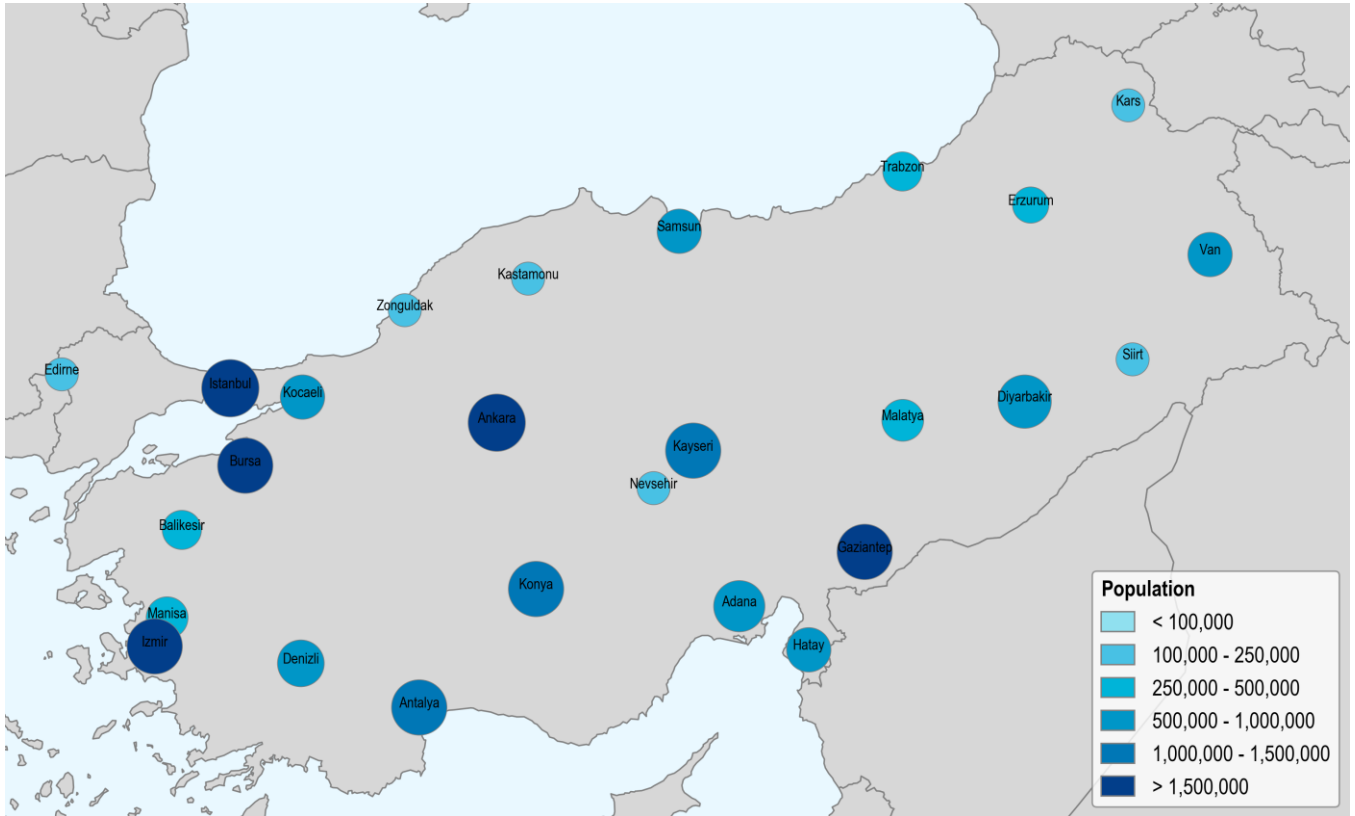 Kars
Trabzon
Erzurum
Samsun
Van
Kastamonu
Zonguldak
Siirt
Edirne
Istanbul
Kocaeli
Diyarbakir
Ankara
Malatya
Kayseri
Bursa
Nevsehir
Balikesir
Gaziantep
Konya
Adana
Manisa
Izmir
Hatay
Denizli
Antalya
Population
< 100,000
100,000 - 250,000
250,000 - 500,000
500,000 - 1,000,000
1,000,000 - 1,500,000
> 1,500,000